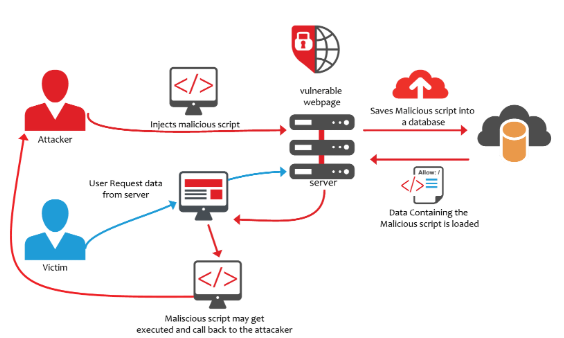 vulnerable
webpage
</>
Injects malicious script
Attacker
Saves Malicious script into
a database
server
User Request data
from server
Allow: /
</>
Data Containing the
Malicious script is loaded
Victim
</>
Maliscious script may get
executed and call back to the attacaker